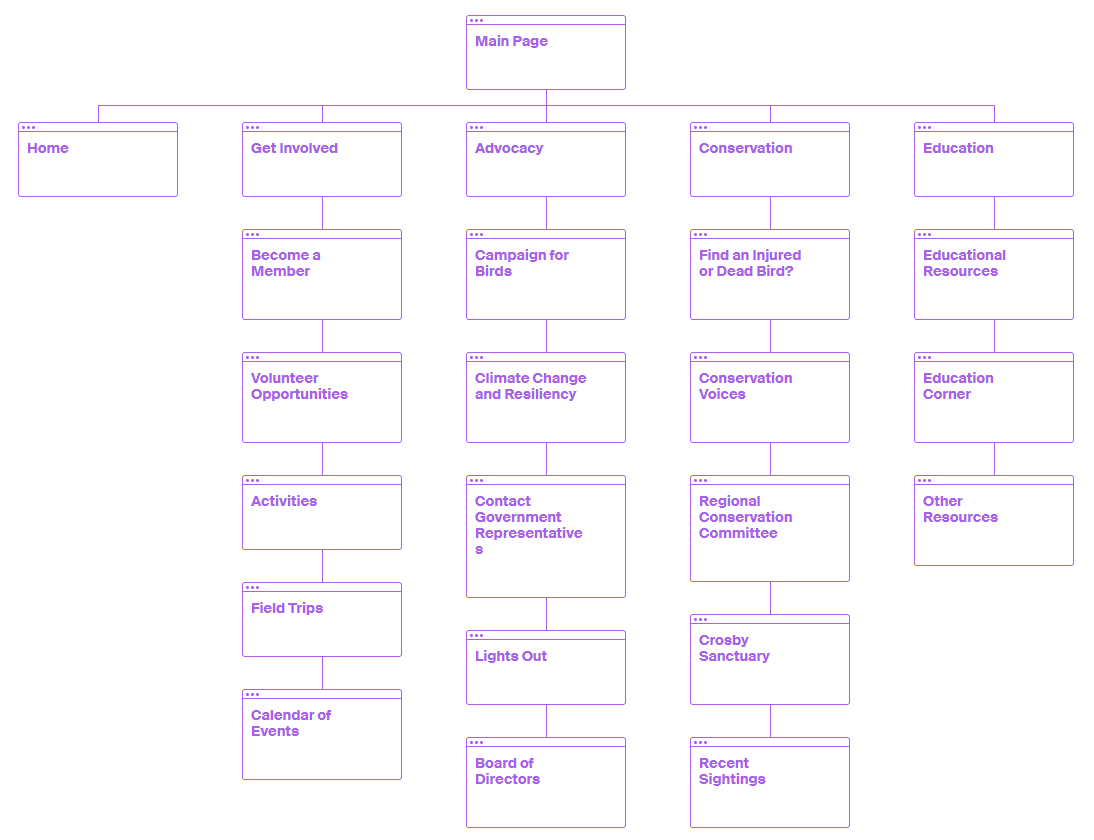 Main Page
Home
Get Involved
Advocacy
Conservation
Education
Become a
Member
Campaign for
Birds
Find an Injured
or Dead Bird?
Educational
Resources
Volunteer
Opportunities
Climate Change
and Resiliency
Conservation
Voices
Education
Corner
Activities
Contact
Government
Representative
s
Regional
Conservation
Committee
Other
Resources
Field Trips
Lights Out
Crosby
Sanctuary
Calendar of
Events
Board of
Directors
Recent
Sightings